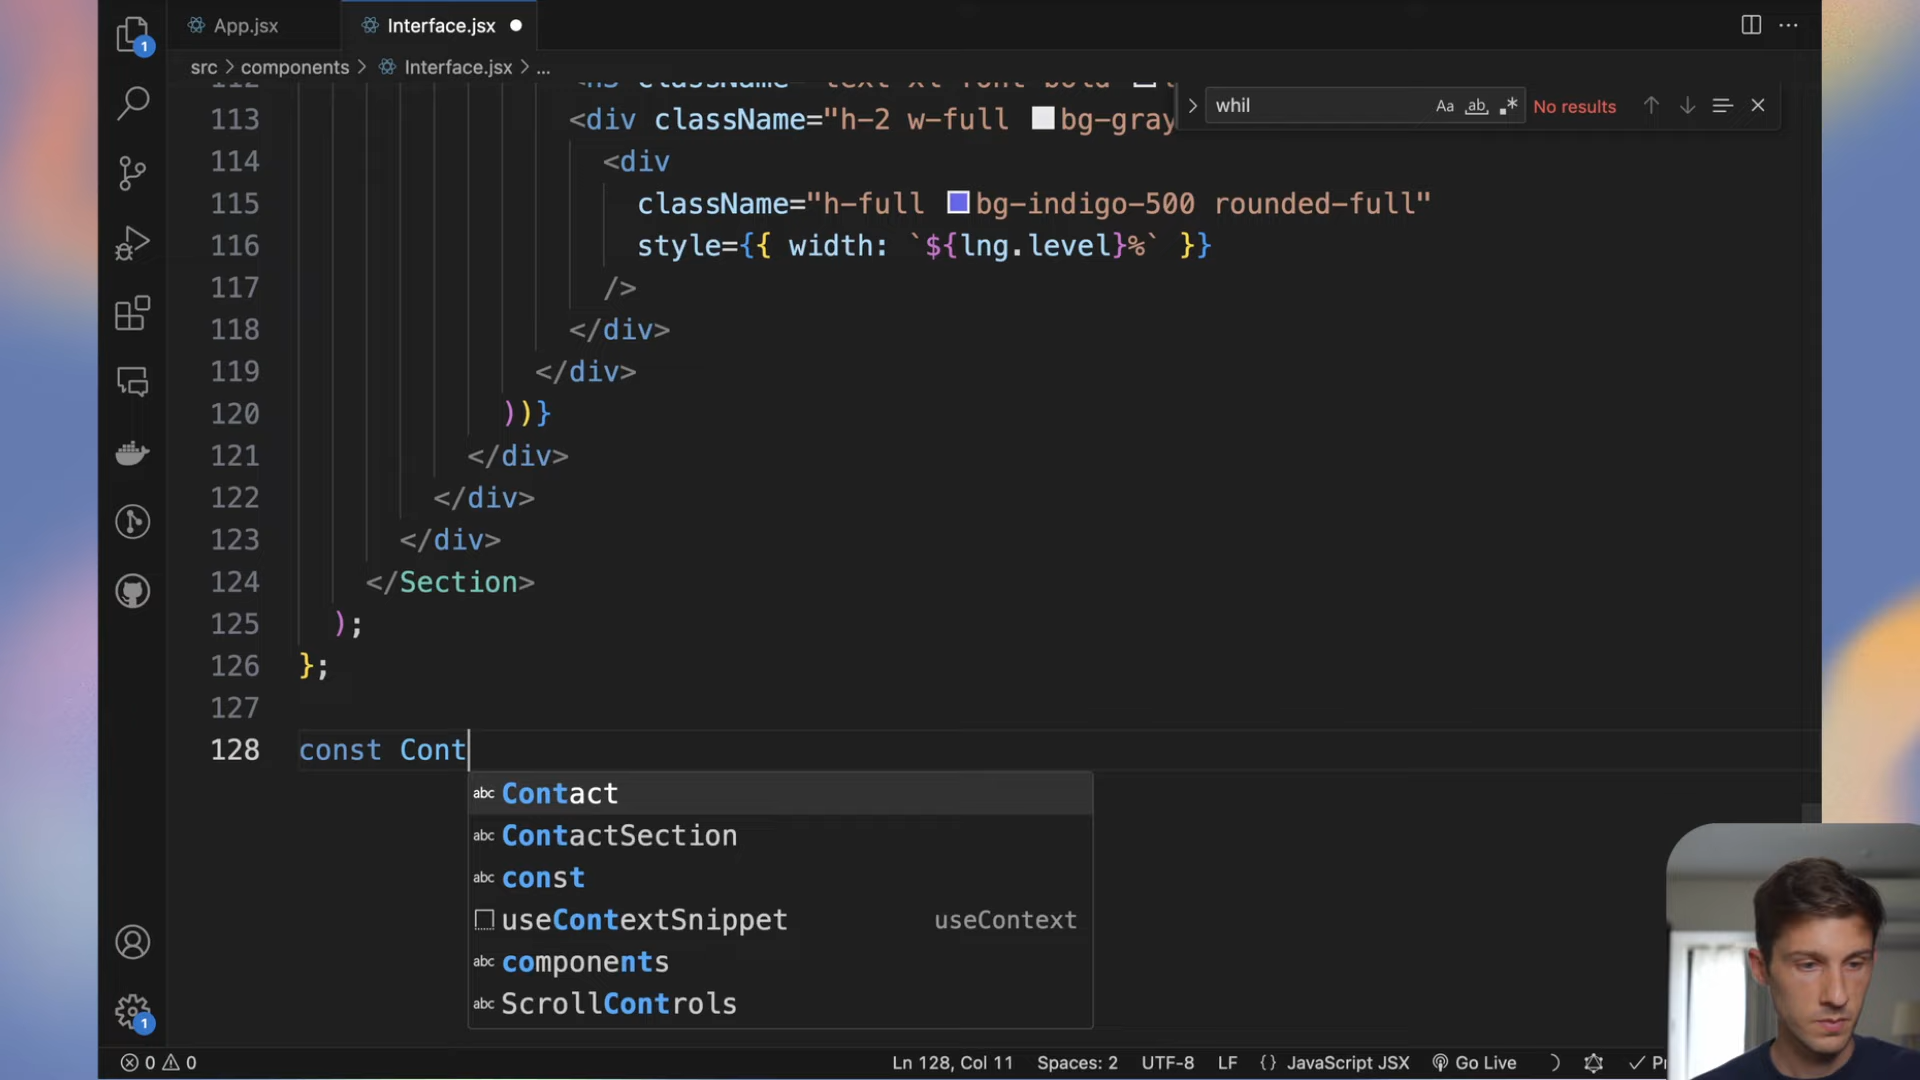 App.jsx
Interface.jsx
src > components > Interface.jsx > ...
whil
Aa
ab
No results
113 <div className="h-2 w-full bg-gray
114 <div
115 className="h-full bg-indigo-500 rounded-full"
116 style={{ width: `${lng.level}%` }}
117 />
118 </div>
119 </div>
120 ))}
121 </div>
122 </div>
123 </div>
124 </Section>
125 );
126 };
127
128 const Cont
abc Contact
abc ContactSection
abc const
useContextSnippet useContext
abc components
abc ScrollControls
1
1
0 0
Ln 128, Col 11
Spaces: 2
UTF-8
LF
{} JavaScript JSX
Go Live